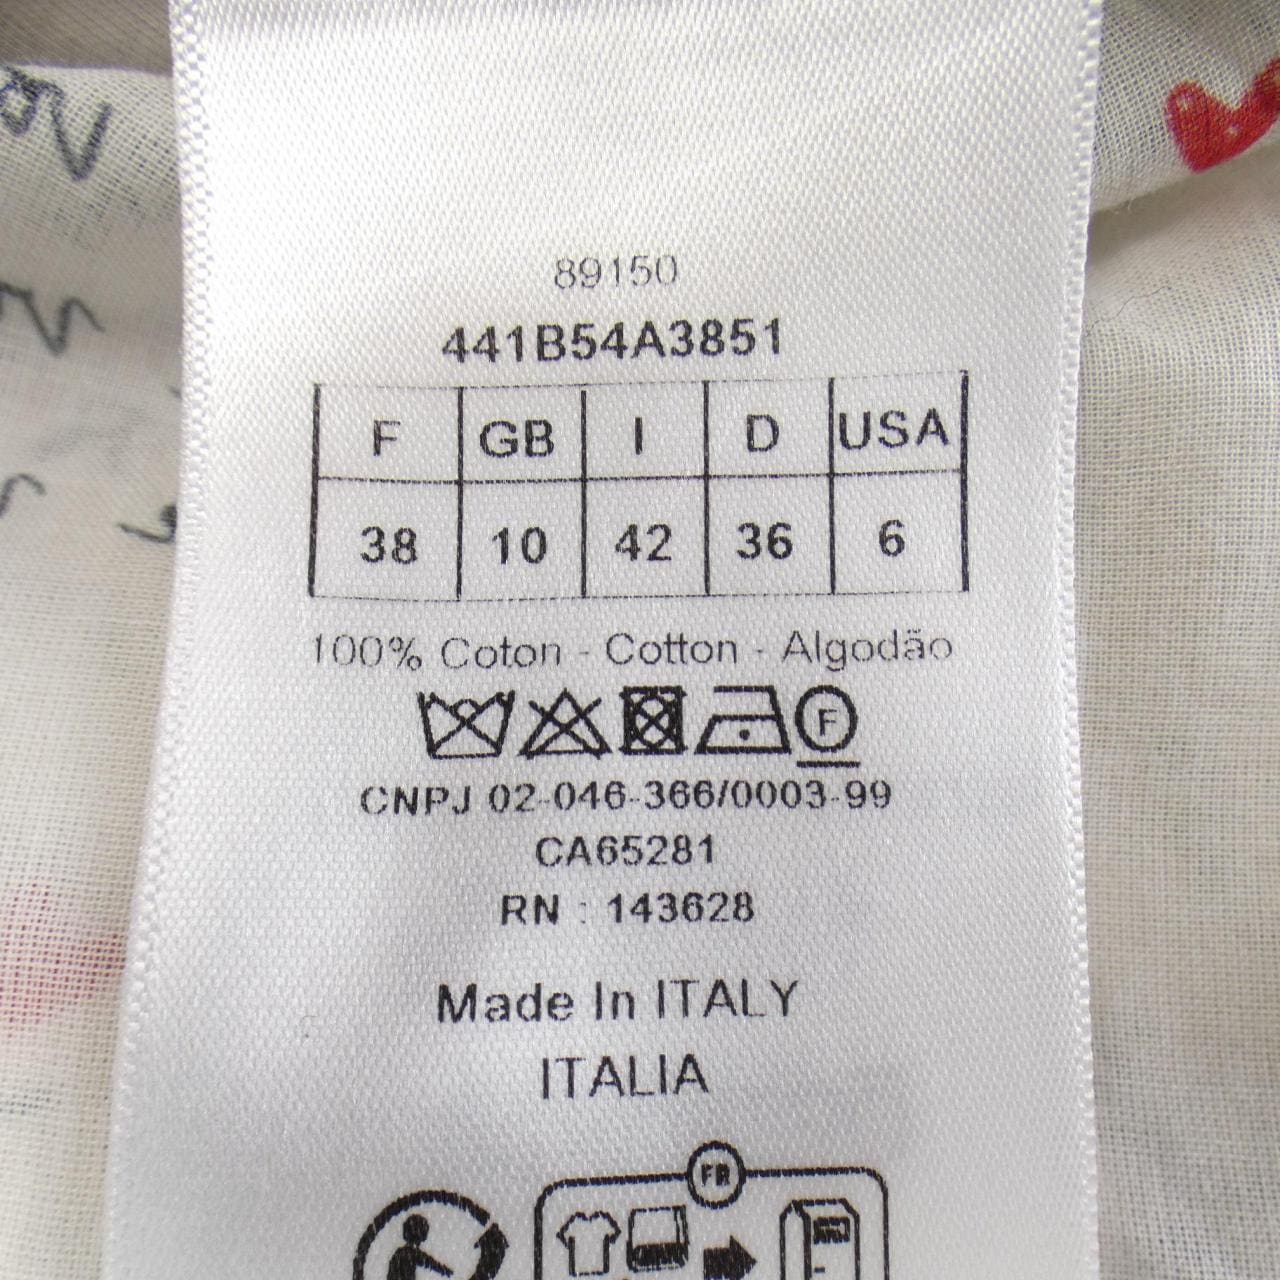 89150
441B54A3851
F GB I D USA
38 10 42 36 6
100% Coton - Cotton - Algodão
F
CNPJ 02-046-366/0003-99
CA65281
RN : 143628
Made In ITALY
ITALIA
FR